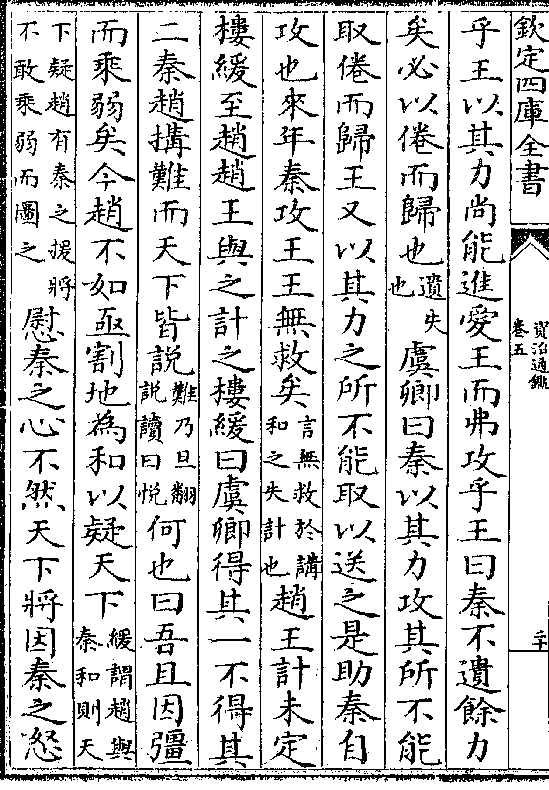 欽定四庫全書
資治通鑑
卷五
二十
乎王以其力尚能進愛王而弗攻乎王曰秦不遺餘力
矣必以倦而歸也遺失也虞卿曰秦以其力攻其所不能
取倦而歸王又以其力之所不能取以送之是助秦自
攻也來年秦攻王王無救矣言無救於講和之失計也趙王計未定
樓緩至趙趙王與之計之樓緩曰虞卿得其一不得其
二秦趙搆難而天下皆說難乃旦翻說讀曰悦何也曰吾且因彊
而乘弱矣今趙不如亟割地為和以疑天下緩謂趙與秦和則天
下疑趙有秦之援將不敢乘弱而圖之慰秦之心不然天下將因秦之怒